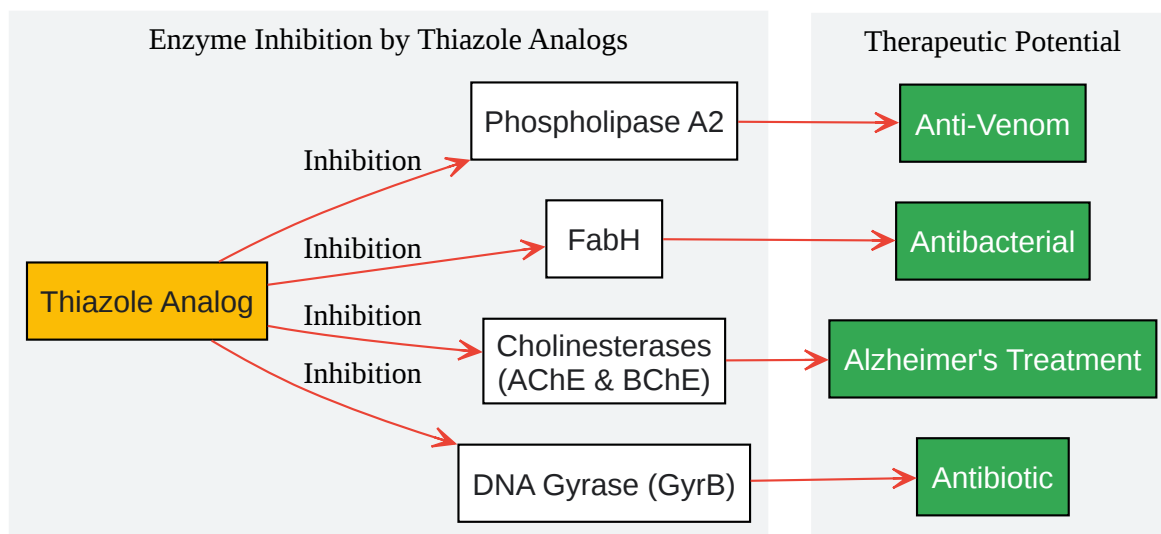 Enzyme Inhibition by Thiazole Analogs
Therapeutic Potential
Phospholipase A2
Anti-Venom
Inhibition
FabH
Antibacterial
Inhibition
Thiazole Analog
Inhibition
Cholinesterases
(AChE & BChE)
Alzheimer's Treatment
Inhibition
DNA Gyrase (GyrB)
Antibiotic